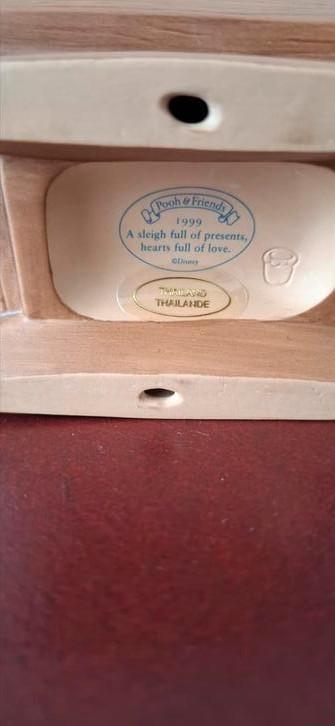 Pooh & Friends
1999
A sleigh full of presents,
hearts full of love.
©Disney
THAILAND
THAILANDE